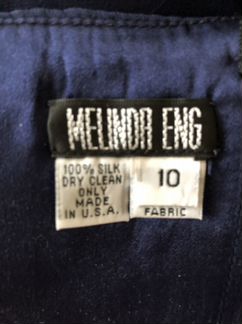 MELINDA ENG
100% SILK
DRY CLEAN
ONLY
MADE
IN U.S.A.
10
FABRIC